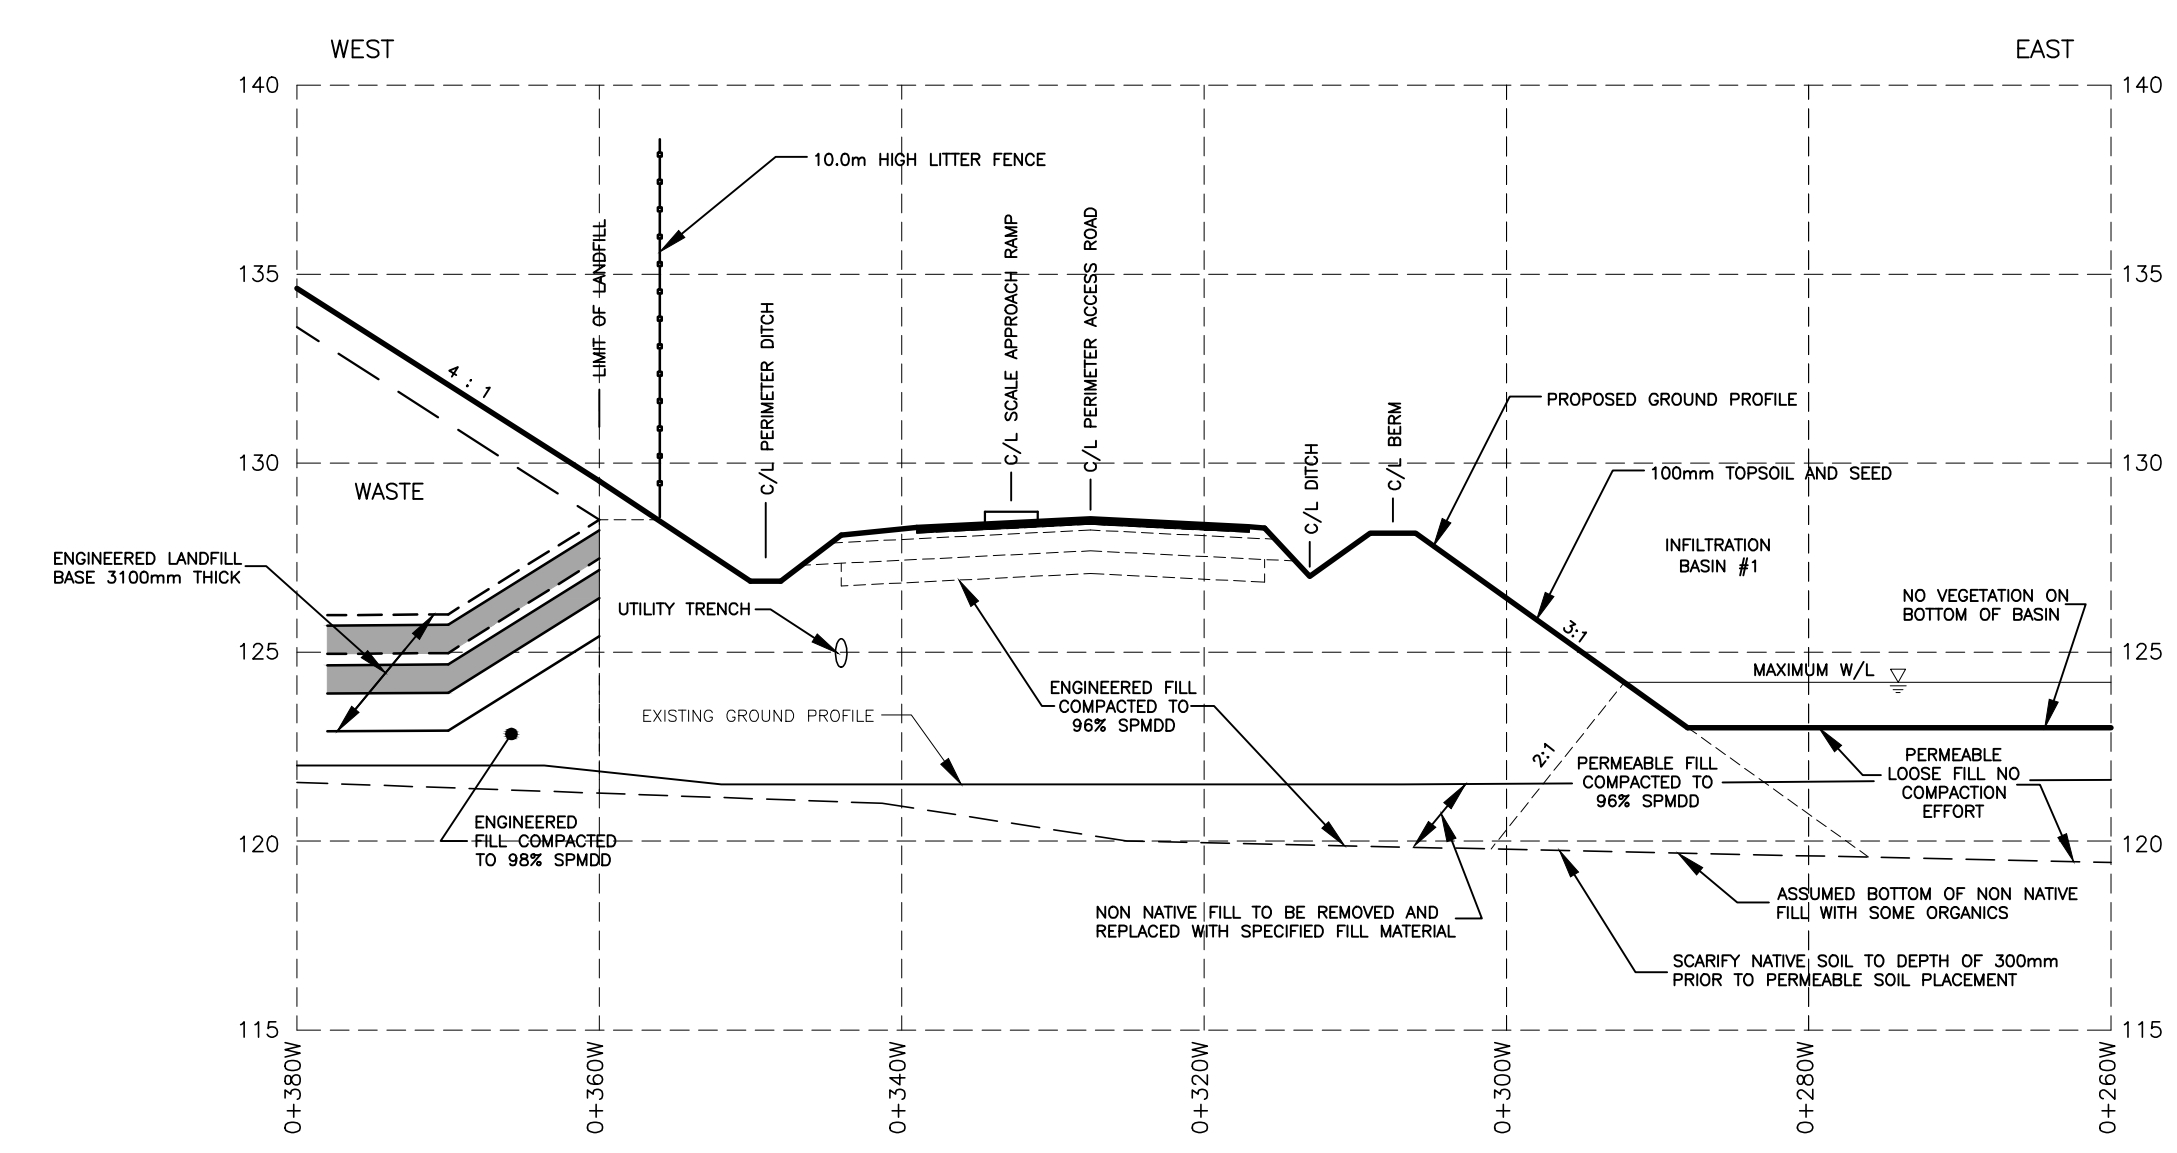 WEST
EAST
140
140
10.0m HIGH LITTER FENCE
LIMIT OF LANDFILL
C/L PERIMETER DITCH
C/L SCALE APPROACH RAMP
C/L PERIMETER ACCESS ROAD
135
135
4 : 1
C/L DITCH
C/L BERM
PROPOSED GROUND PROFILE
130
130
100mm TOPSOIL AND SEED
WASTE
ENGINEERED LANDFILL
BASE 3100mm THICK
INFILTRATION
BASIN #1
UTILITY TRENCH
NO VEGETATION ON
BOTTOM OF BASIN
3:1
125
125
MAXIMUM W/L
ENGINEERED FILL
COMPACTED TO
96% SPMDD
EXISTING GROUND PROFILE
2:1
PERMEABLE FILL
COMPACTED TO
96% SPMDD
PERMEABLE
LOOSE FILL NO
COMPACTION
EFFORT
ENGINEERED
FILL COMPACTED
TO 98% SPMDD
120
120
NON NATIVE FILL TO BE REMOVED AND
REPLACED WITH SPECIFIED FILL MATERIAL
ASSUMED BOTTOM OF NON NATIVE
FILL WITH SOME ORGANICS
SCARIFY NATIVE SOIL TO DEPTH OF 300mm
PRIOR TO PERMEABLE SOIL PLACEMENT
115
115
0+380W
0+360W
0+340W
0+320W
0+300W
0+280W
0+260W